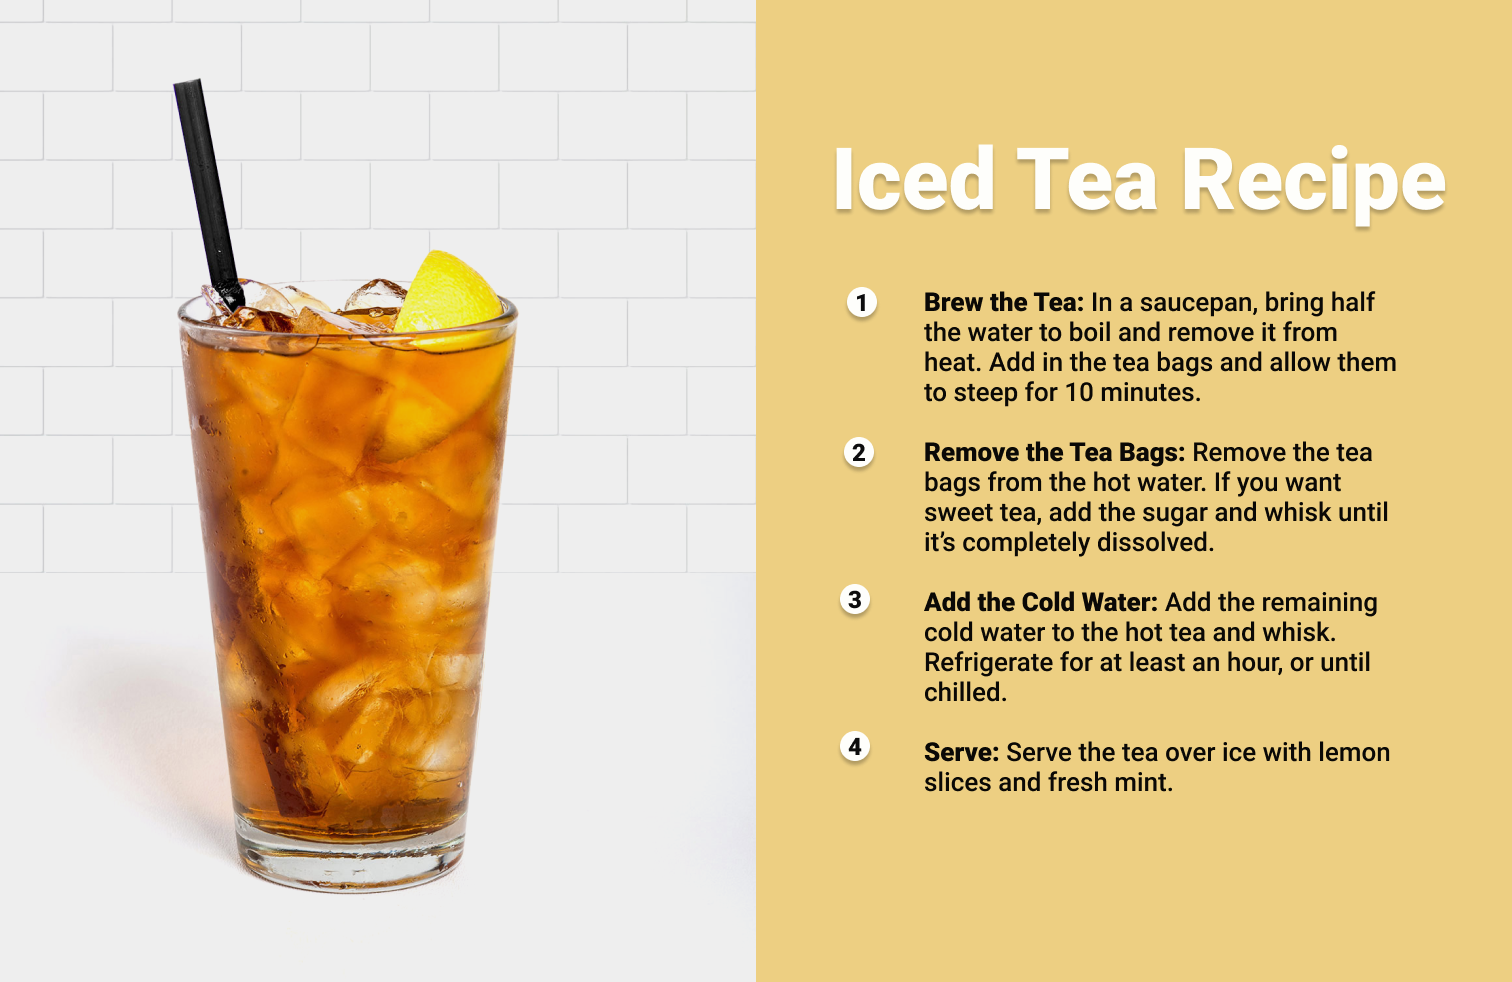 Iced Tea Recipe
1
Brew the Tea: In a saucepan, bring half
the water to boil and remove it from
heat. Add in the tea bags and allow them
to steep for 10 minutes.
2
Remove the Tea Bags: Remove the tea
bags from the hot water. If you want
sweet tea, add the sugar and whisk until
it’s completely dissolved.
3
Add the Cold Water: Add the remaining
cold water to the hot tea and whisk.
Refrigerate for at least an hour, or until
chilled.
4
Serve: Serve the tea over ice with lemon
slices and fresh mint.